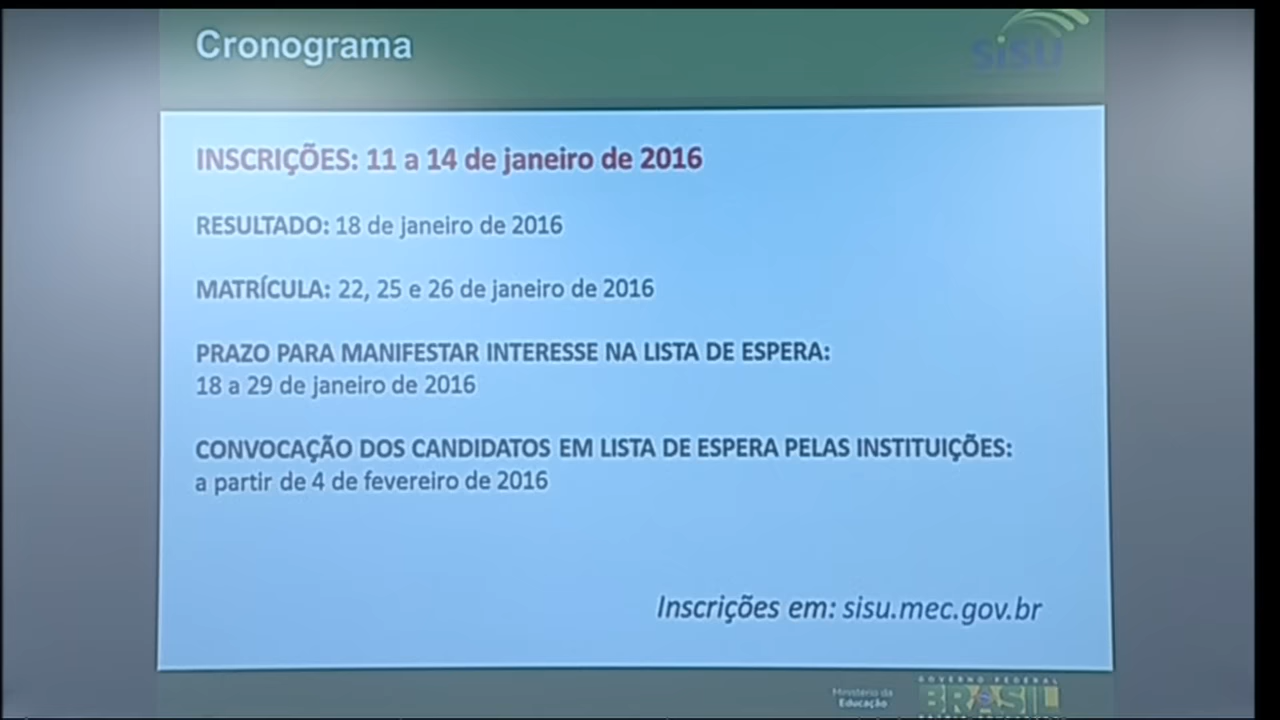 Cronograma
sisu
INSCRIÇÕES: 11 a 14 de janeiro de 2016
RESULTADO: 18 de janeiro de 2016
MATRÍCULA: 22, 25 e 26 de janeiro de 2016
PRAZO PARA MANIFESTAR INTERESSE NA LISTA DE ESPERA:
18 a 29 de janeiro de 2016
CONVOCAÇÃO DOS CANDIDATOS EM LISTA DE ESPERA PELAS INSTITUIÇÕES:
a partir de 4 de fevereiro de 2016
Inscrições em: sisu.mec.gov.br
Ministério da
Educação
GOVERNO FEDERAL
BRASIL